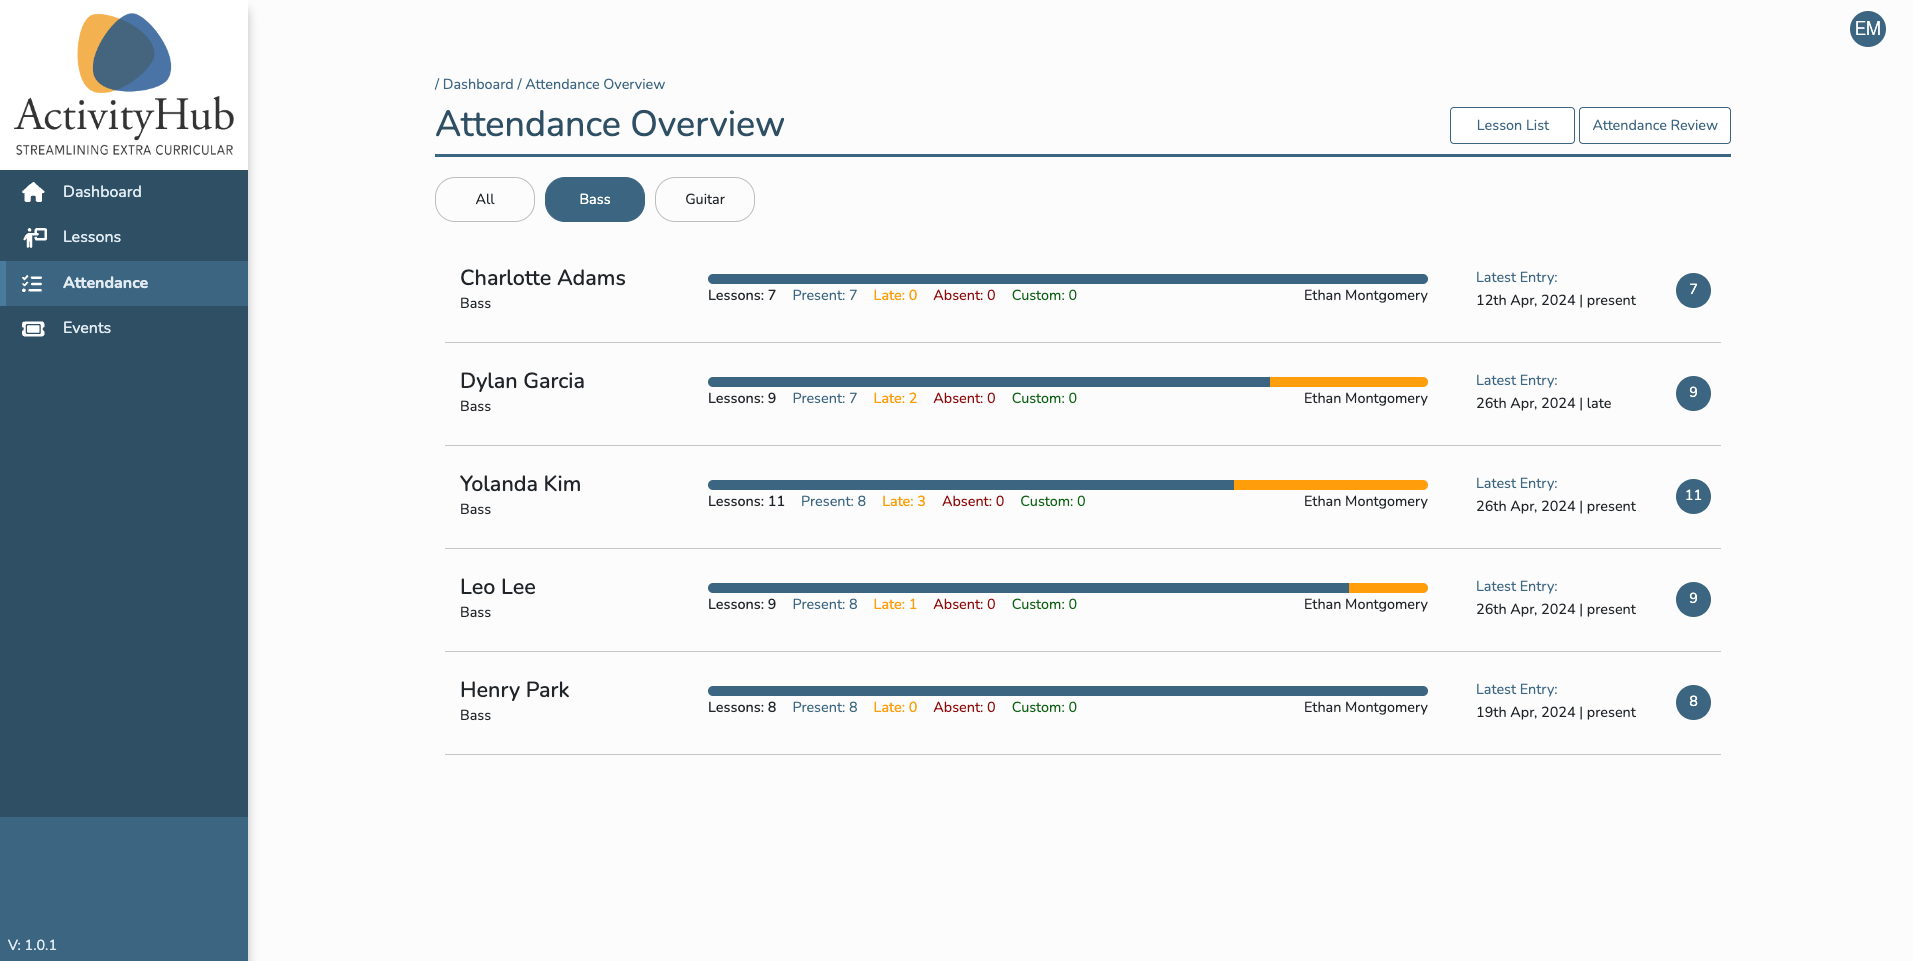 ActivityHub
STREAMLINING EXTRA CURRICULAR
Dashboard
Lessons
Attendance
Events
V: 1.0.1
EM
/ Dashboard / Attendance Overview
Attendance Overview
Lesson List
Attendance Review
All
Bass
Guitar
Charlotte Adams
Bass
Lessons: 7 Present: 7 Late: 0 Absent: 0 Custom: 0 Ethan Montgomery
Latest Entry:
12th Apr, 2024 | present
7
Dylan Garcia
Bass
Lessons: 9 Present: 7 Late: 2 Absent: 0 Custom: 0 Ethan Montgomery
Latest Entry:
26th Apr, 2024 | late
9
Yolanda Kim
Bass
Lessons: 11 Present: 8 Late: 3 Absent: 0 Custom: 0 Ethan Montgomery
Latest Entry:
26th Apr, 2024 | present
11
Leo Lee
Bass
Lessons: 9 Present: 8 Late: 1 Absent: 0 Custom: 0 Ethan Montgomery
Latest Entry:
26th Apr, 2024 | present
9
Henry Park
Bass
Lessons: 8 Present: 8 Late: 0 Absent: 0 Custom: 0 Ethan Montgomery
Latest Entry:
19th Apr, 2024 | present
8